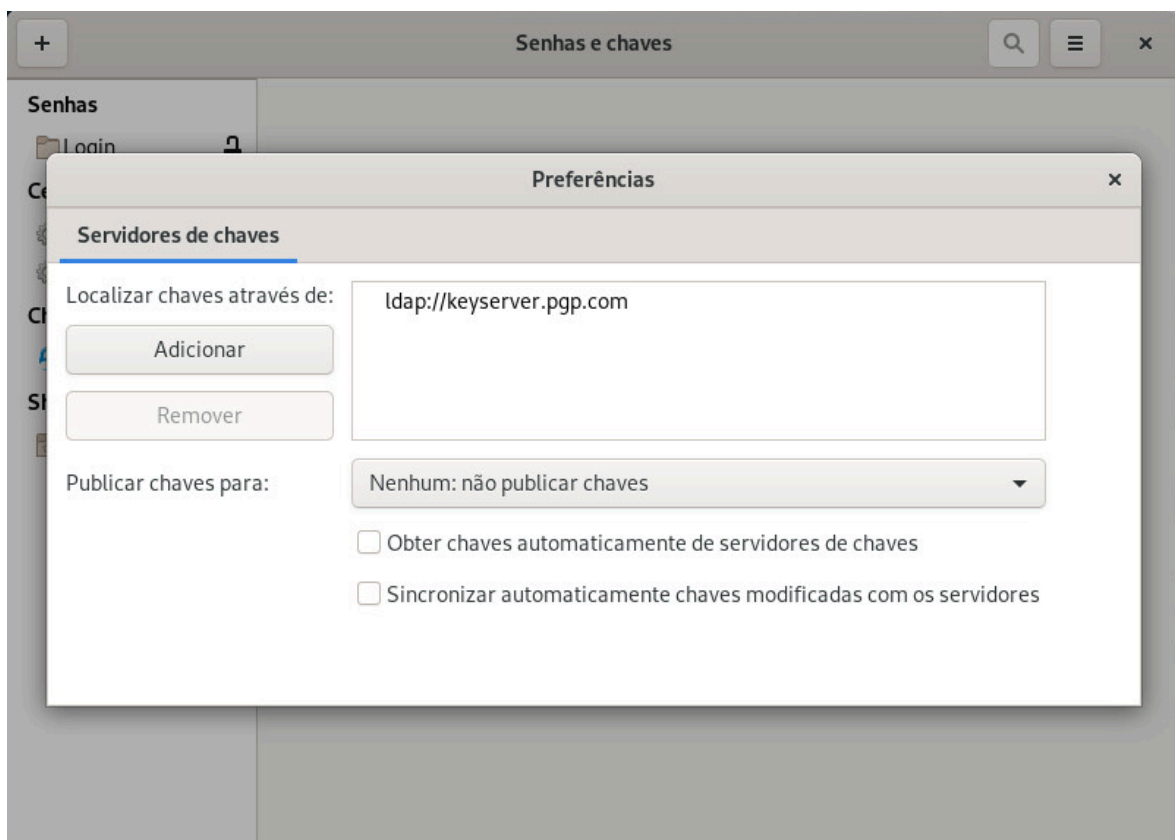 Senhas e chaves
Senhas
Login
Preferências
Servidores de chaves
Localizar chaves através de:
ldap://keyserver.pgp.com
Adicionar
Remover
Publicar chaves para:
Nenhum: não publicar chaves
Obter chaves automaticamente de servidores de chaves
Sincronizar automaticamente chaves modificadas com os servidores